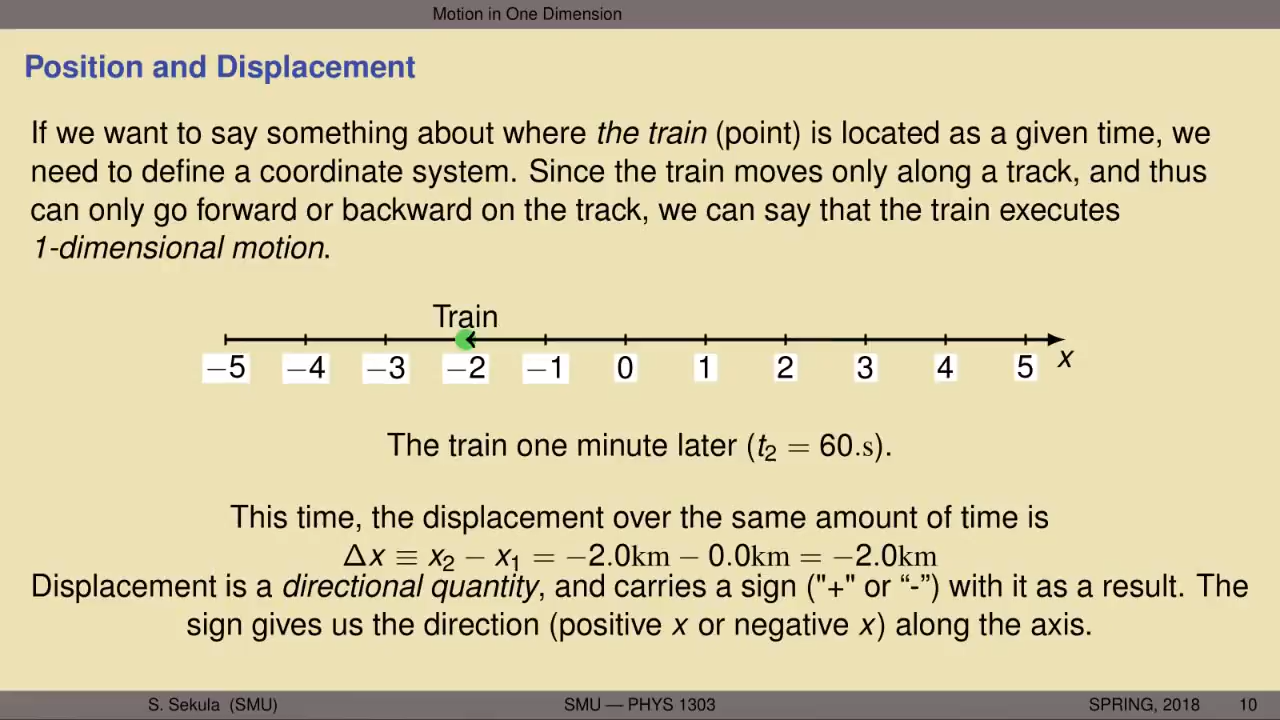 Motion in One Dimension
Position and Displacement
If we want to say something about where the train (point) is located as a given time, we
need to define a coordinate system. Since the train moves only along a track, and thus
can only go forward or backward on the track, we can say that the train executes
1-dimensional motion.
Train
−5 −4 −3 −2 −1 0 1 2 3 4 5 x
The train one minute later (t₂ = 60.s).
This time, the displacement over the same amount of time is
Δx ≡ x₂ − x₁ = −2.0km − 0.0km = −2.0km
Displacement is a directional quantity, and carries a sign ("+" or “-”) with it as a result. The
sign gives us the direction (positive x or negative x) along the axis.
S. Sekula (SMU) SMU — PHYS 1303 SPRING, 2018 10